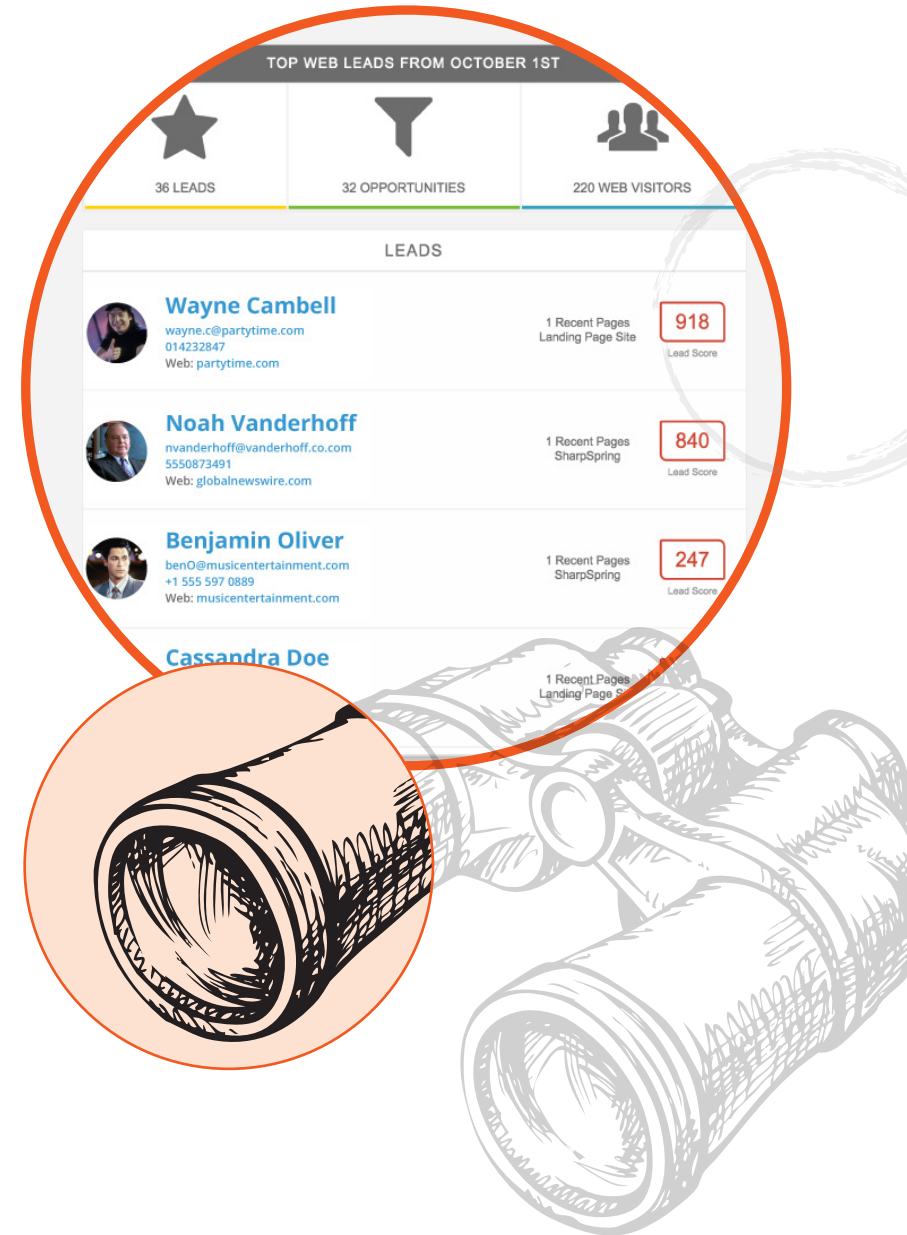 TOP WEB LEADS FROM OCTOBER 1ST
36 LEADS
32 OPPORTUNITIES
220 WEB VISITORS
LEADS
Wayne Cambell
wayne.c@partytime.com
014232847
Web: partytime.com
1 Recent Pages
Landing Page Site
918
Lead Score
Noah Vanderhoff
nvanderhoff@vanderhoff.co.com
5550873491
Web: globalnewswire.com
1 Recent Pages
SharpSpring
840
Lead Score
Benjamin Oliver
benO@musicentertainment.com
+1 555 597 0889
Web: musicentertainment.com
1 Recent Pages
SharpSpring
247
Lead Score
Cassandra Doe
1 Recent Pages
Landing Page